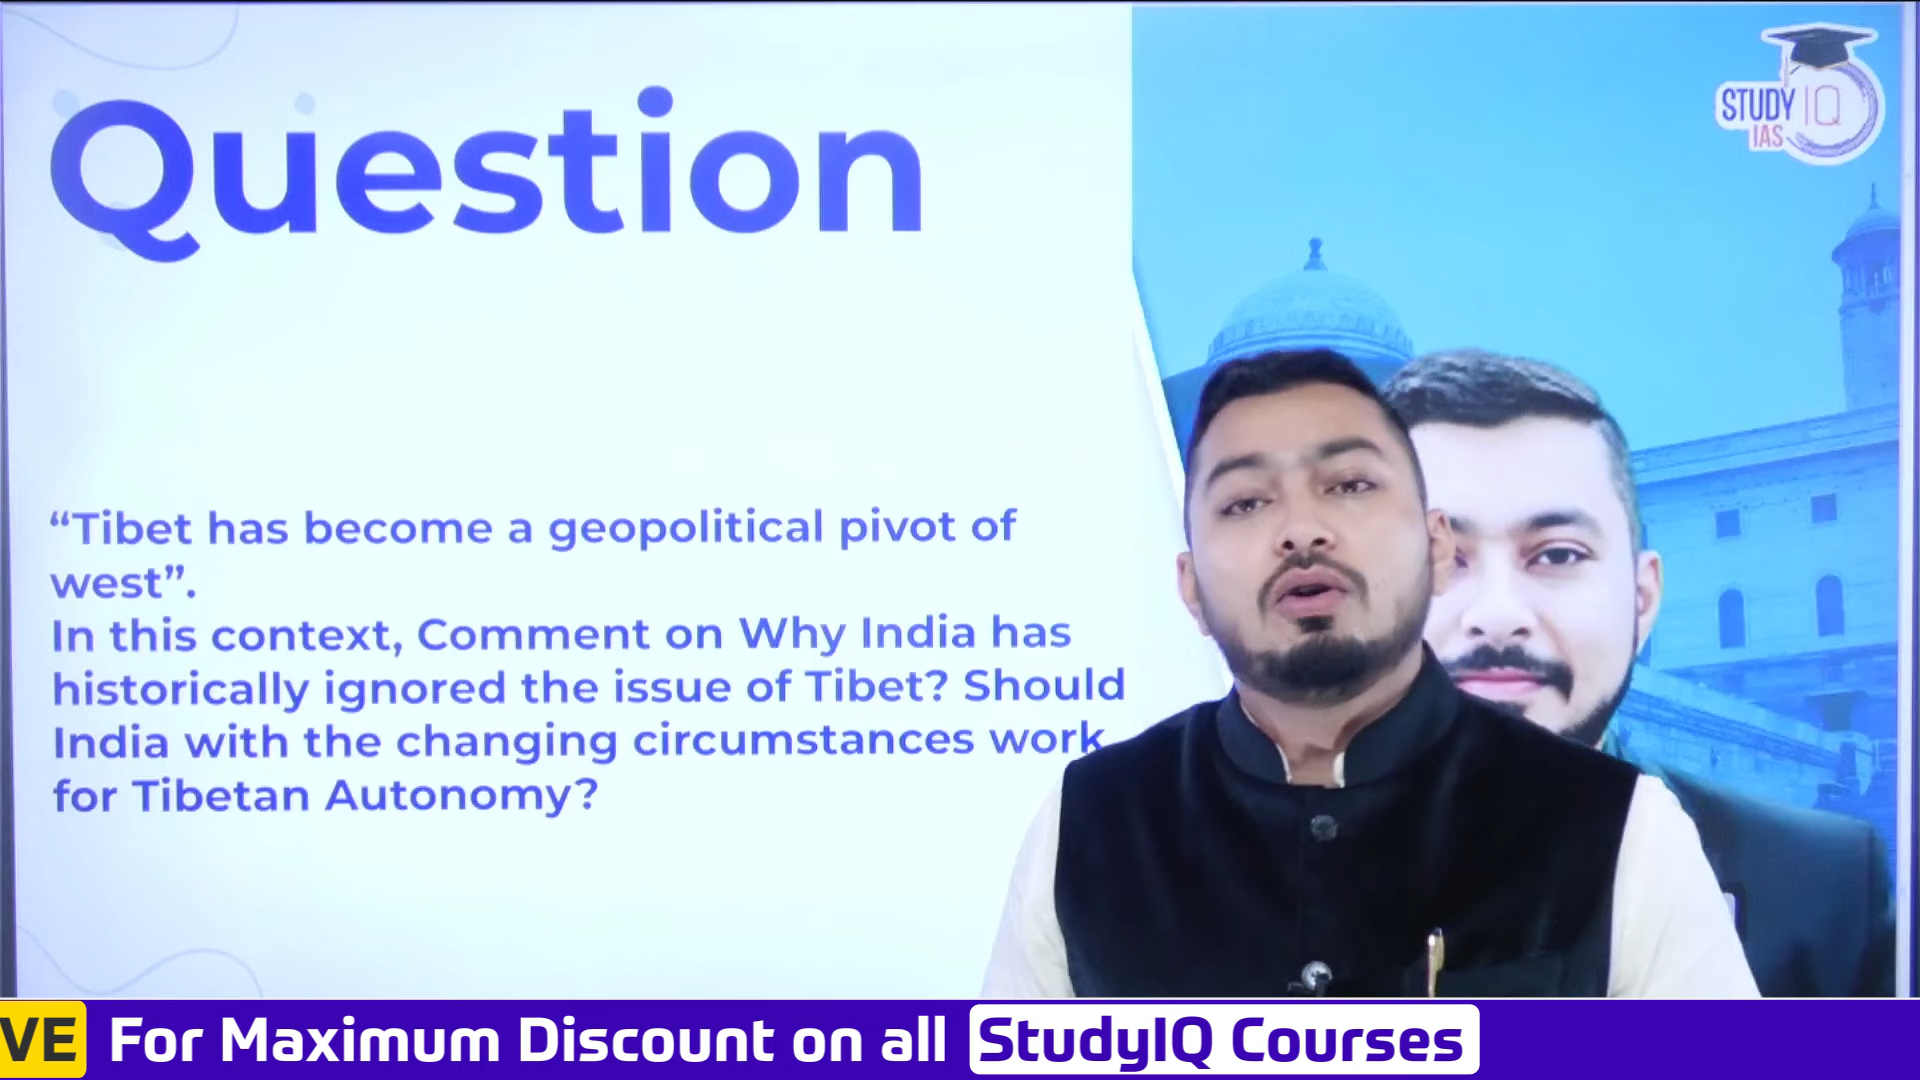 Question
STUDY IQ
IAS
“Tibet has become a geopolitical pivot of
west”.
In this context, Comment on Why India has
historically ignored the issue of Tibet? Should
India with the changing circumstances work
for Tibetan Autonomy?
VE For Maximum Discount on all StudyIQ Courses